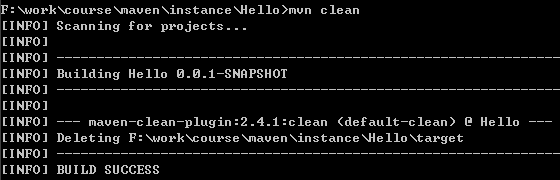 F:\work\course\maven\instance\Hello>mvn clean
[INFO] Scanning for projects...
[INFO]
[INFO] ------------------------------------------------------------------------
[INFO] Building Hello 0.0.1-SNAPSHOT
[INFO] ------------------------------------------------------------------------
[INFO]
[INFO] --- maven-clean-plugin:2.4.1:clean (default-clean) @ Hello ---
[INFO] Deleting F:\work\course\maven\instance\Hello\target
[INFO] ------------------------------------------------------------------------
[INFO] BUILD SUCCESS